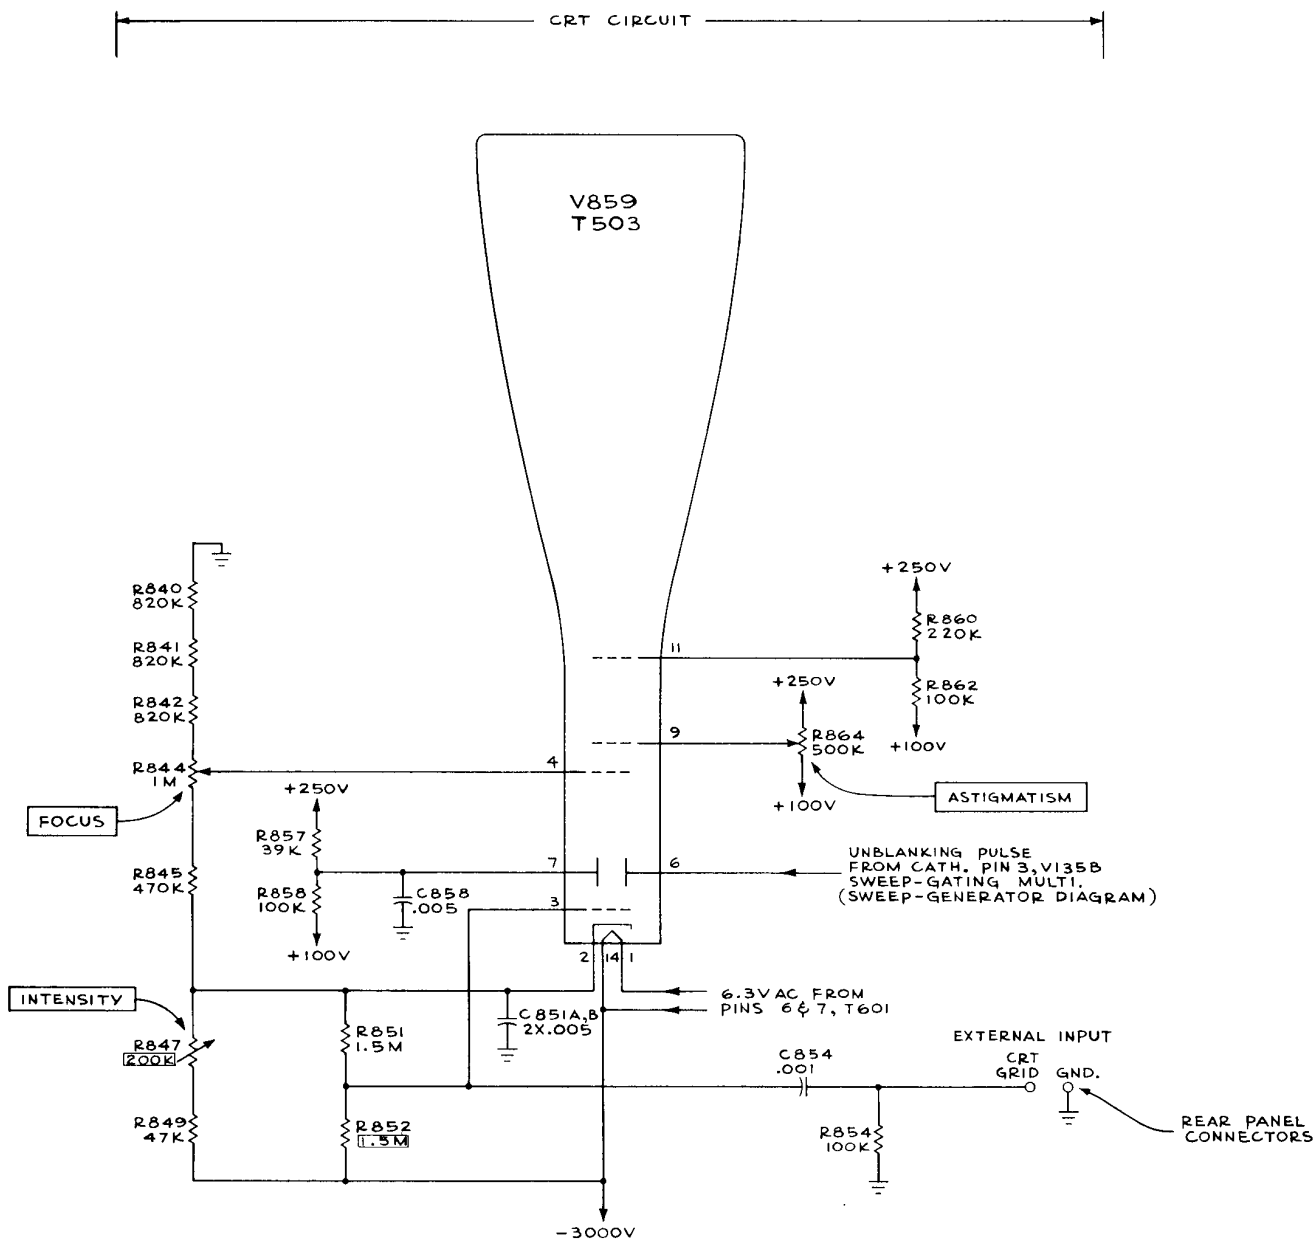 CRT CIRCUIT
V859
T503
R840
820K
R841
820K
R842
820K
R844
1M
FOCUS
R845
470K
INTENSITY
R847
200K
R849
47K
+250V
R857
39K
R858
100K
+100V
C858
.005
R851
1.5M
R852
1.5M
C851A,B
2X.005
4
7
3
2
14
1
11
9
6
+250V
R860
220K
R862
100K
+100V
+250V
R864
500K
+100V
ASTIGMATISM
UNBLANKING PULSE
FROM CATH. PIN 3, V135B
SWEEP-GATING MULTI.
(SWEEP-GENERATOR DIAGRAM)
6.3V AC FROM
PINS 6 & 7, T601
C854
.001
R854
100K
EXTERNAL INPUT
CRT
GRID GND.
REAR PANEL
CONNECTORS
-3000V